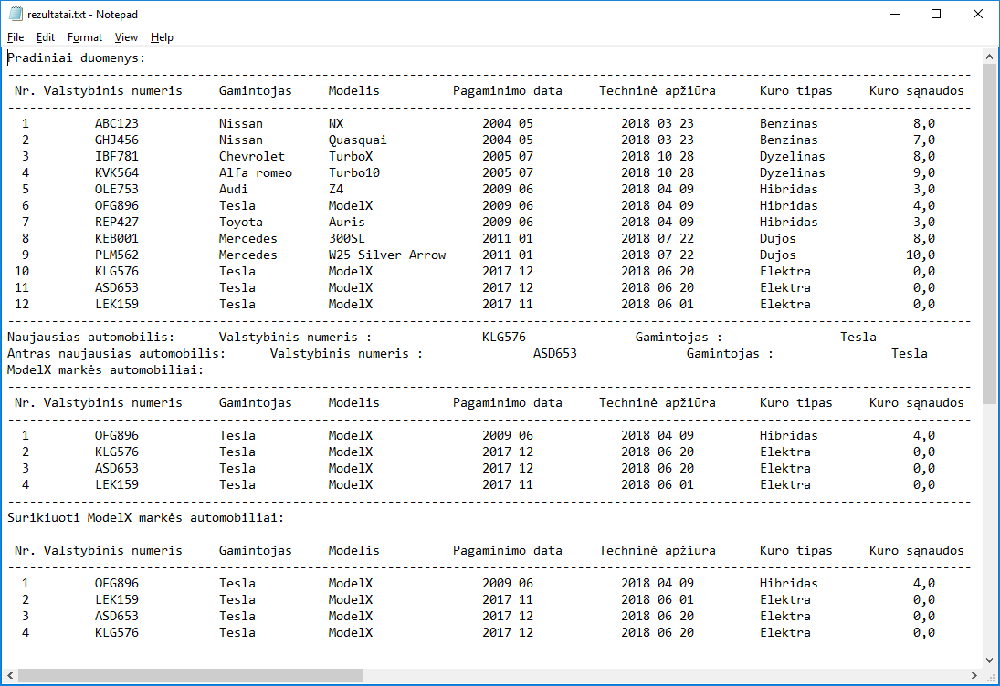 rezultatai.txt - Notepad
File Edit Format View Help
Pradiniai duomenys:
------------------------------------------------------------------------------------------------------------------------------------
Nr. Valstybinis numeris Gamintojas Modelis Pagaminimo data Techninė apžiūra Kuro tipas Kuro sąnaudos
------------------------------------------------------------------------------------------------------------------------------------
1 ABC123 Nissan NX 2004 05 2018 03 23 Benzinas 8,0
2 GHJ456 Nissan Quasquai 2004 05 2018 03 23 Benzinas 7,0
3 IBF781 Chevrolet TurboX 2005 07 2018 10 28 Dyzelinas 8,0
4 KVK564 Alfa romeo Turbo10 2005 07 2018 10 28 Dyzelinas 9,0
5 OLE753 Audi Z4 2009 06 2018 04 09 Hibridas 3,0
6 OFG896 Tesla ModelX 2009 06 2018 04 09 Hibridas 4,0
7 REP427 Toyota Auris 2009 06 2018 04 09 Hibridas 3,0
8 KEB001 Mercedes 300SL 2011 01 2018 07 22 Dujos 8,0
9 PLM562 Mercedes W25 Silver Arrow 2011 01 2018 07 22 Dujos 10,0
10 KLG576 Tesla ModelX 2017 12 2018 06 20 Elektra 0,0
11 ASD653 Tesla ModelX 2017 12 2018 06 20 Elektra 0,0
12 LEK159 Tesla ModelX 2017 11 2018 06 01 Elektra 0,0
------------------------------------------------------------------------------------------------------------------------------------
Naujausias automobilis: Valstybinis numeris : KLG576 Gamintojas : Tesla
Antras naujausias automobilis: Valstybinis numeris : ASD653 Gamintojas : Tesla
ModelX markės automobiliai:
------------------------------------------------------------------------------------------------------------------------------------
Nr. Valstybinis numeris Gamintojas Modelis Pagaminimo data Techninė apžiūra Kuro tipas Kuro sąnaudos
------------------------------------------------------------------------------------------------------------------------------------
1 OFG896 Tesla ModelX 2009 06 2018 04 09 Hibridas 4,0
2 KLG576 Tesla ModelX 2017 12 2018 06 20 Elektra 0,0
3 ASD653 Tesla ModelX 2017 12 2018 06 20 Elektra 0,0
4 LEK159 Tesla ModelX 2017 11 2018 06 01 Elektra 0,0
------------------------------------------------------------------------------------------------------------------------------------
Surikiuoti ModelX markės automobiliai:
------------------------------------------------------------------------------------------------------------------------------------
Nr. Valstybinis numeris Gamintojas Modelis Pagaminimo data Techninė apžiūra Kuro tipas Kuro sąnaudos
------------------------------------------------------------------------------------------------------------------------------------
1 OFG896 Tesla ModelX 2009 06 2018 04 09 Hibridas 4,0
2 LEK159 Tesla ModelX 2017 11 2018 06 01 Elektra 0,0
3 ASD653 Tesla ModelX 2017 12 2018 06 20 Elektra 0,0
4 KLG576 Tesla ModelX 2017 12 2018 06 20 Elektra 0,0
------------------------------------------------------------------------------------------------------------------------------------